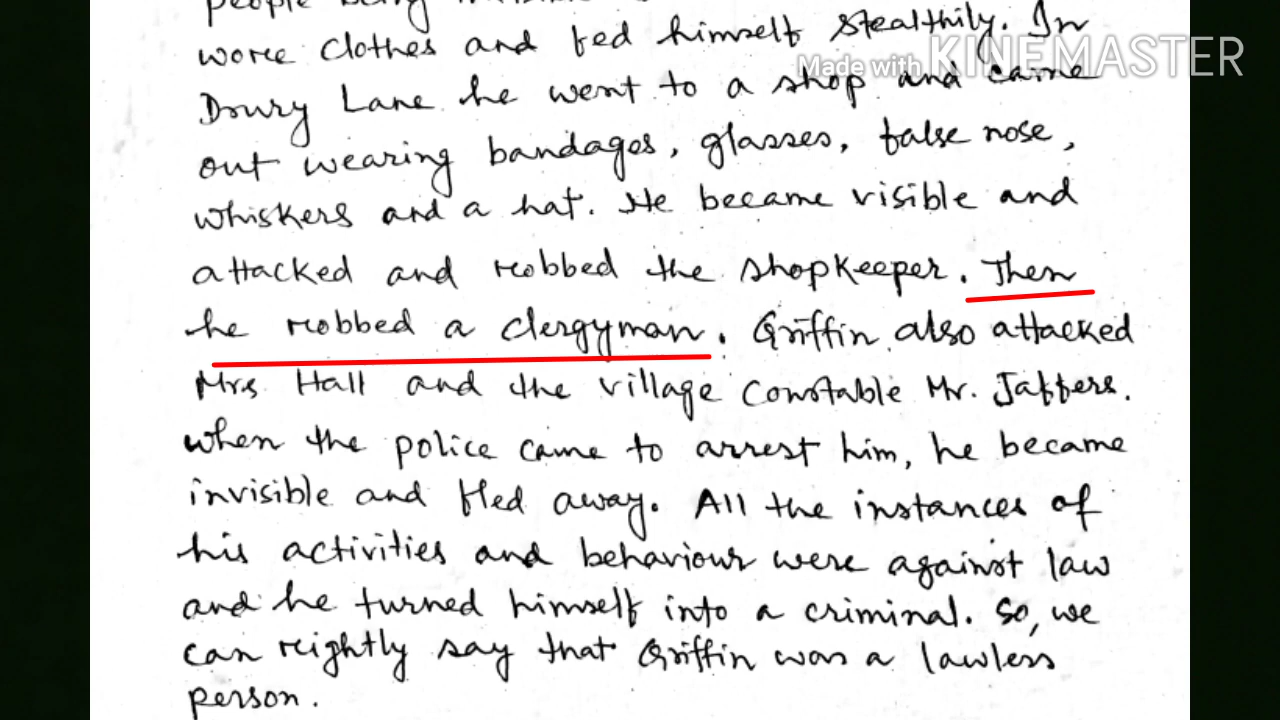 people being
wore clothes and fed himself stealthily. In
Made with KINEMASTER
Drury Lane he went to a shop and came
out wearing bandages, glasses, false nose,
whiskers and a hat. He became visible and
attacked and robbed the shopkeeper. Then
he robbed a clergyman. Griffin also attacked
Mrs Hall and the village constable Mr. Jaffers.
when the police came to arrest him, he became
invisible and fled away. All the instances of
his activities and behaviour were against law
and he turned himself into a criminal. So, we
can rightly say that Griffin was a lawless
person.